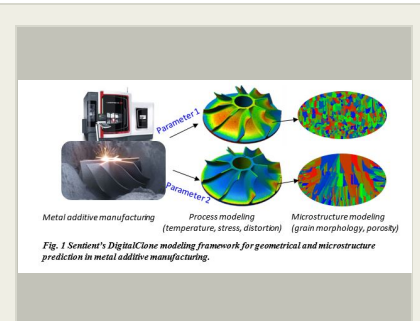 Parameter 1
Parameter 2
Metal additive manufacturing
Process modeling
(temperature, stress, distortion)
Microstructure modeling
(grain morphology, porosity)
Fig. 1 Sentient's DigitalClone modeling framework for geometrical and microstructure
prediction in metal additive manufacturing.